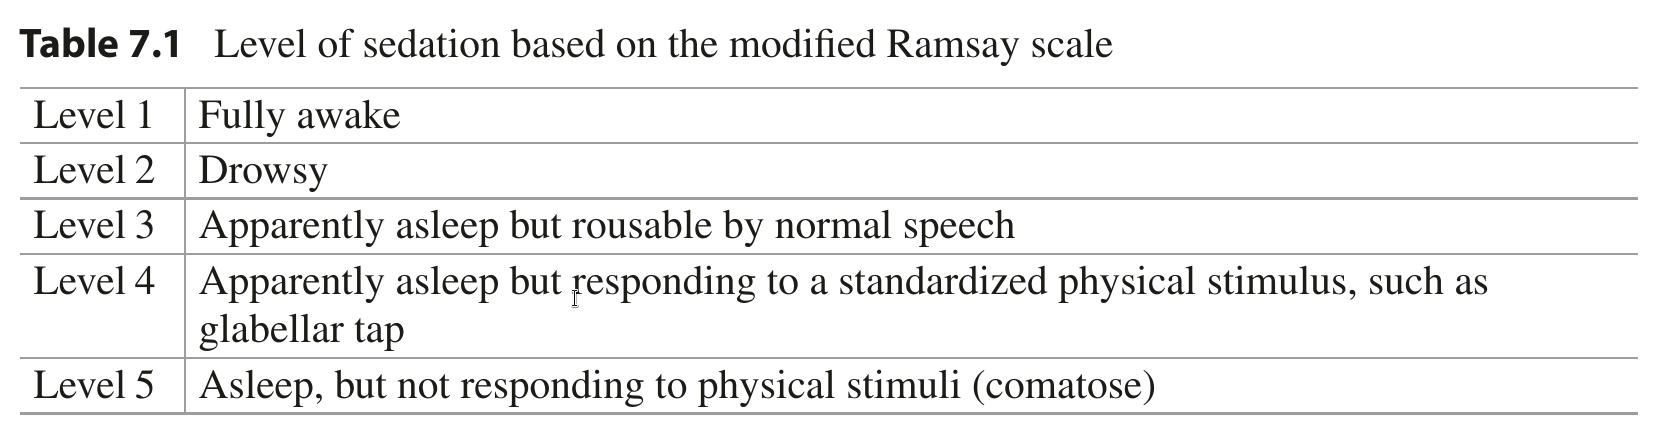 Table 7.1 Level of sedation based on the modified Ramsay scale
Level 1 Fully awake
Level 2 Drowsy
Level 3 Apparently asleep but rousable by normal speech
Level 4 Apparently asleep but responding to a standardized physical stimulus, such as
glabellar tap
Level 5 Asleep, but not responding to physical stimuli (comatose)